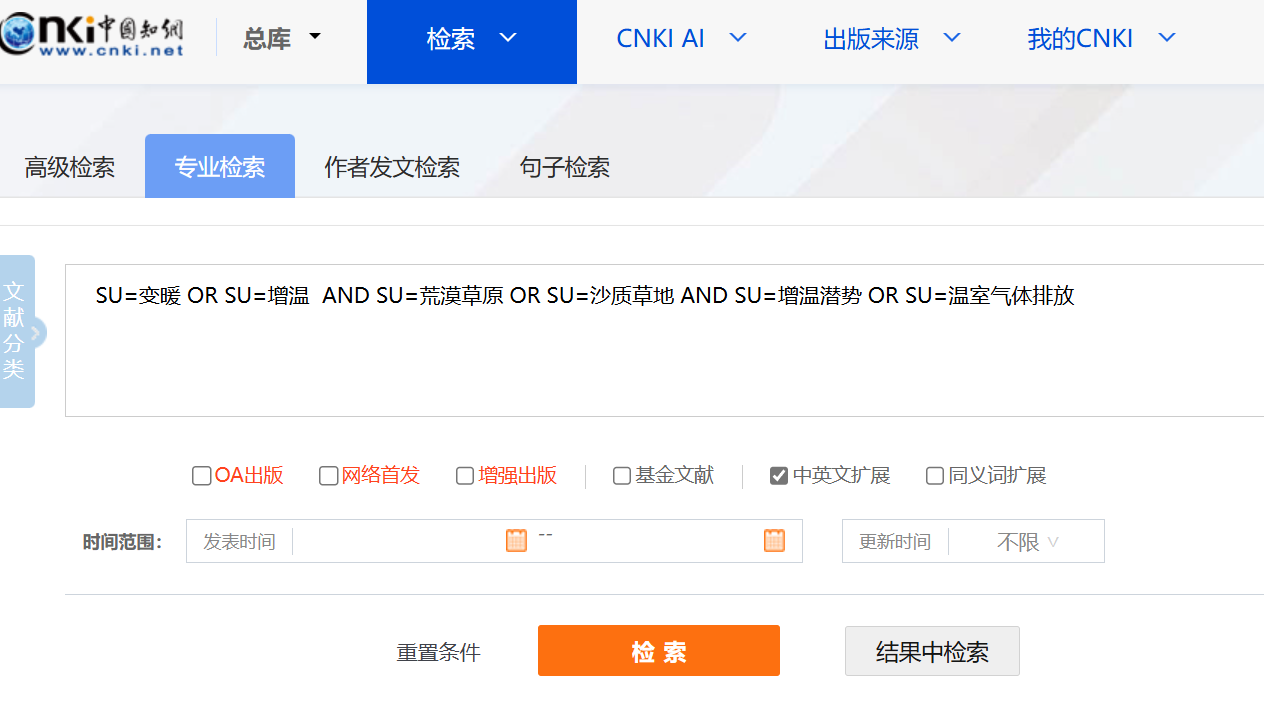 CNKi中国知网
www.cnki.net
总库
检索
CNKI AI
出版来源
我的CNKI
高级检索
专业检索
作者发文检索
句子检索
文献分类
SU=变暖 OR SU=增温  AND SU=荒漠草原 OR SU=沙质草地 AND SU=增温潜势 OR SU=温室气体排放
OA出版
网络首发
增强出版
基金文献
中英文扩展
同义词扩展
时间范围：
发表时间
--
更新时间
不限
重置条件
检索
结果中检索